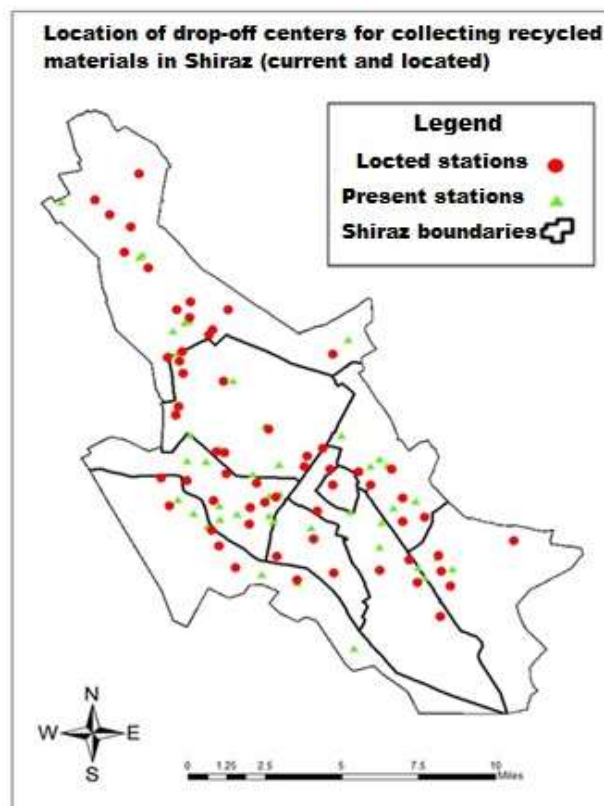 Location of drop-off centers for collecting recycled
materials in Shiraz (current and located)
Legend
Locted stations
Present stations
Shiraz boundaries
N
W E
S
0 1.25 2.5 5 7.5 10
Miles